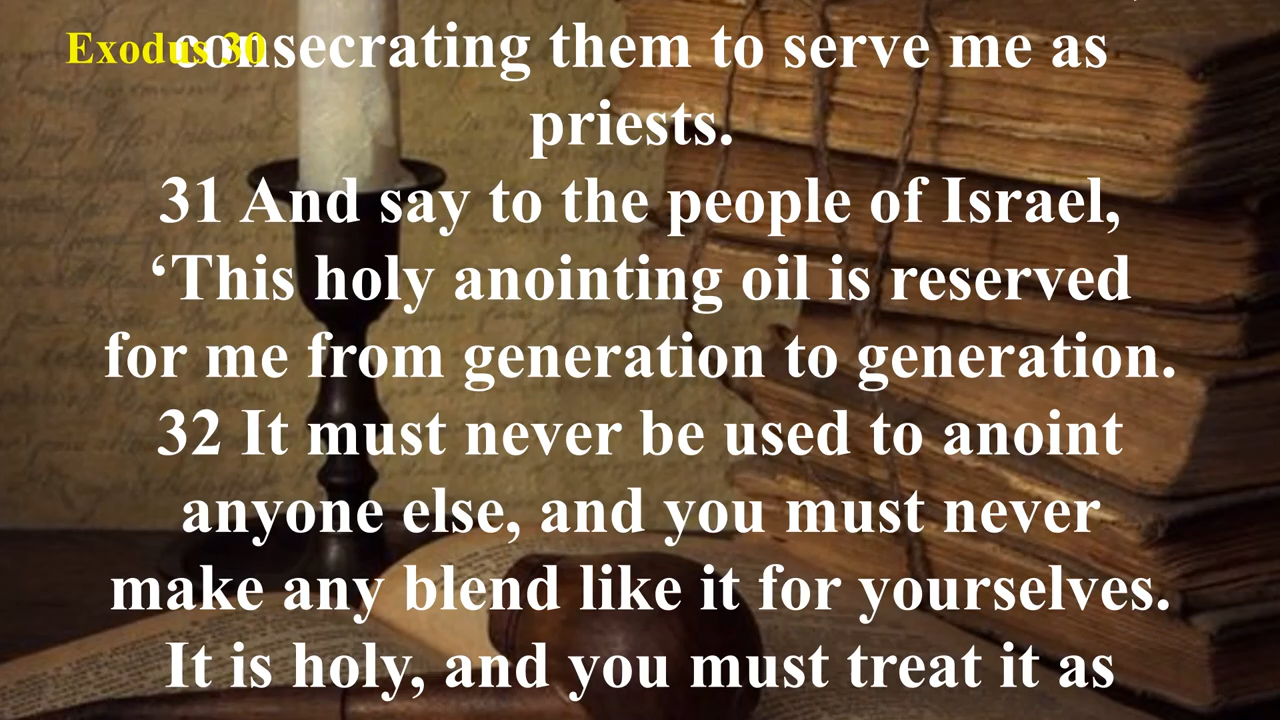 Exodus 30
consecrating them to serve me as
priests.
31 And say to the people of Israel,
‘This holy anointing oil is reserved
for me from generation to generation.
32 It must never be used to anoint
anyone else, and you must never
make any blend like it for yourselves.
It is holy, and you must treat it as